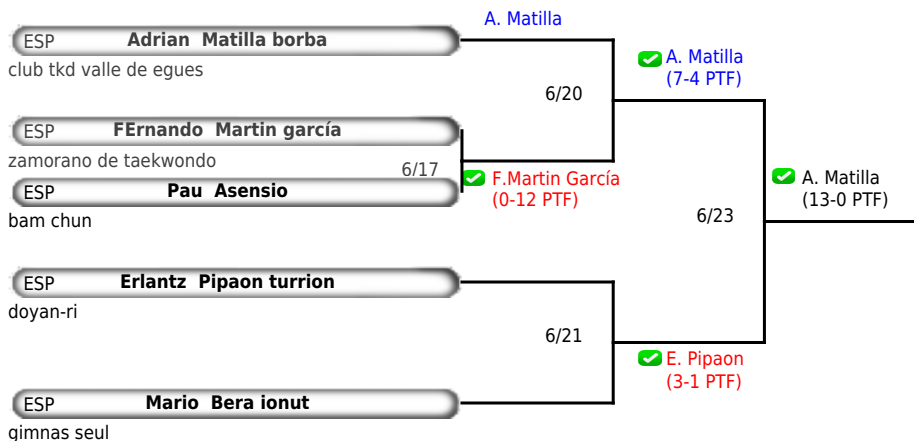 A. Matilla
ESP Adrian Matilla borba
club tkd valle de egues
A. Matilla
(7-4 PTF)
6/20
ESP FErnando Martin garcía
zamorano de taekwondo
6/17
F.Martin García
(0-12 PTF)
A. Matilla
(13-0 PTF)
ESP Pau Asensio
bam chun
6/23
ESP Erlantz Pipaon turrion
doyan-ri
6/21
E. Pipaon
(3-1 PTF)
ESP Mario Bera ionut
gimnas seul